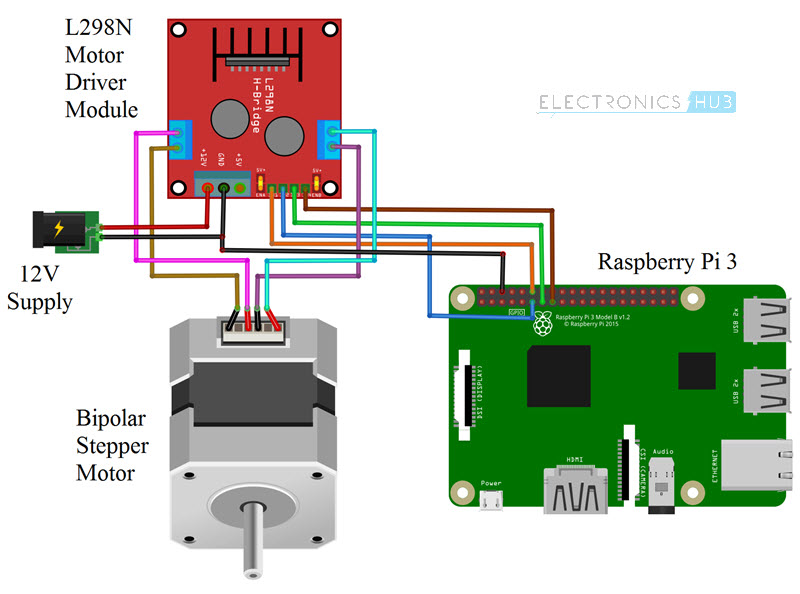 L298N
Motor
Driver
Module
ELECTRONICS HUB
L298N
H-Bridge
+12V
GND
+5V
5V+
5V+
ENA
ENB
12V
Supply
Raspberry Pi 3
GPIO
Raspberry Pi 3 Model B v1.2
© Raspberry Pi 2015
USB 2x
USB 2x
DSI (DISPLAY)
Bipolar
Stepper
Motor
Power
HDMI
CSI (CAMERA)
Audio
ETHERNET